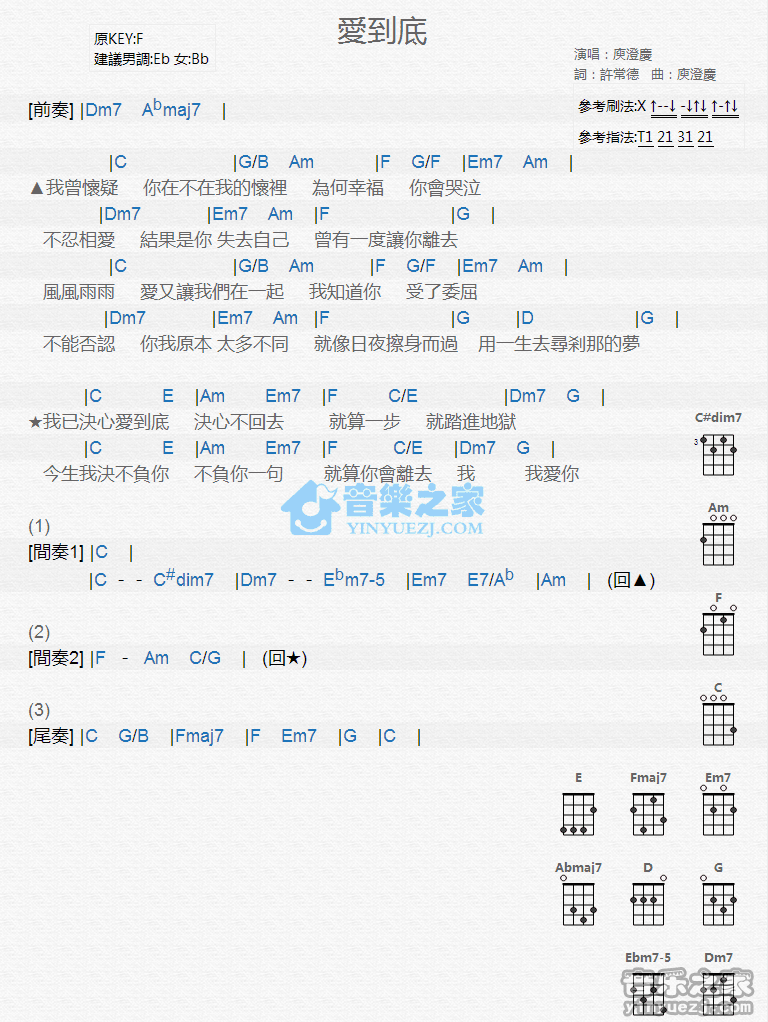 愛到底
原KEY:F
建議男調:Eb 女:Bb
演唱：庾澄慶
詞：許常德　曲：庾澄慶
參考刷法:X ↑--↓ -↓↑↓ ↑-↑↓
參考指法:T1 21 31 21
[前奏] |Dm7 Abmaj7 |
|C |G/B Am |F G/F |Em7 Am |
▲我曾懷疑 你在不在我的懷裡 為何幸福 你會哭泣
|Dm7 |Em7 Am |F |G |
不忍相愛 結果是你 失去自己 曾有一度讓你離去
|C |G/B Am |F G/F |Em7 Am |
風風雨雨 愛又讓我們在一起 我知道你 受了委屈
|Dm7 |Em7 Am |F |G |D |G |
不能否認 你我原本 太多不同 就像日夜擦身而過 用一生去尋剎那的夢
|C E |Am Em7 |F C/E |Dm7 G |
★我已決心愛到底 決心不回去 就算一步 就踏進地獄
|C E |Am Em7 |F C/E |Dm7 G |
今生我決不負你 不負你一句 就算你會離去 我 我愛你
音樂之家
YINYUEZJ.COM
(1)
[間奏1] |C |
|C - - C#dim7 |Dm7 - - Ebm7-5 |Em7 E7/Ab |Am | (回▲)
(2)
[間奏2] |F - Am C/G | (回★)
(3)
[尾奏] |C G/B |Fmaj7 |F Em7 |G |C |
C#dim7
3
Am
F
C
E Fmaj7 Em7
Abmaj7 D G
Ebm7-5 Dm7
音乐之家
yinyuezj.com